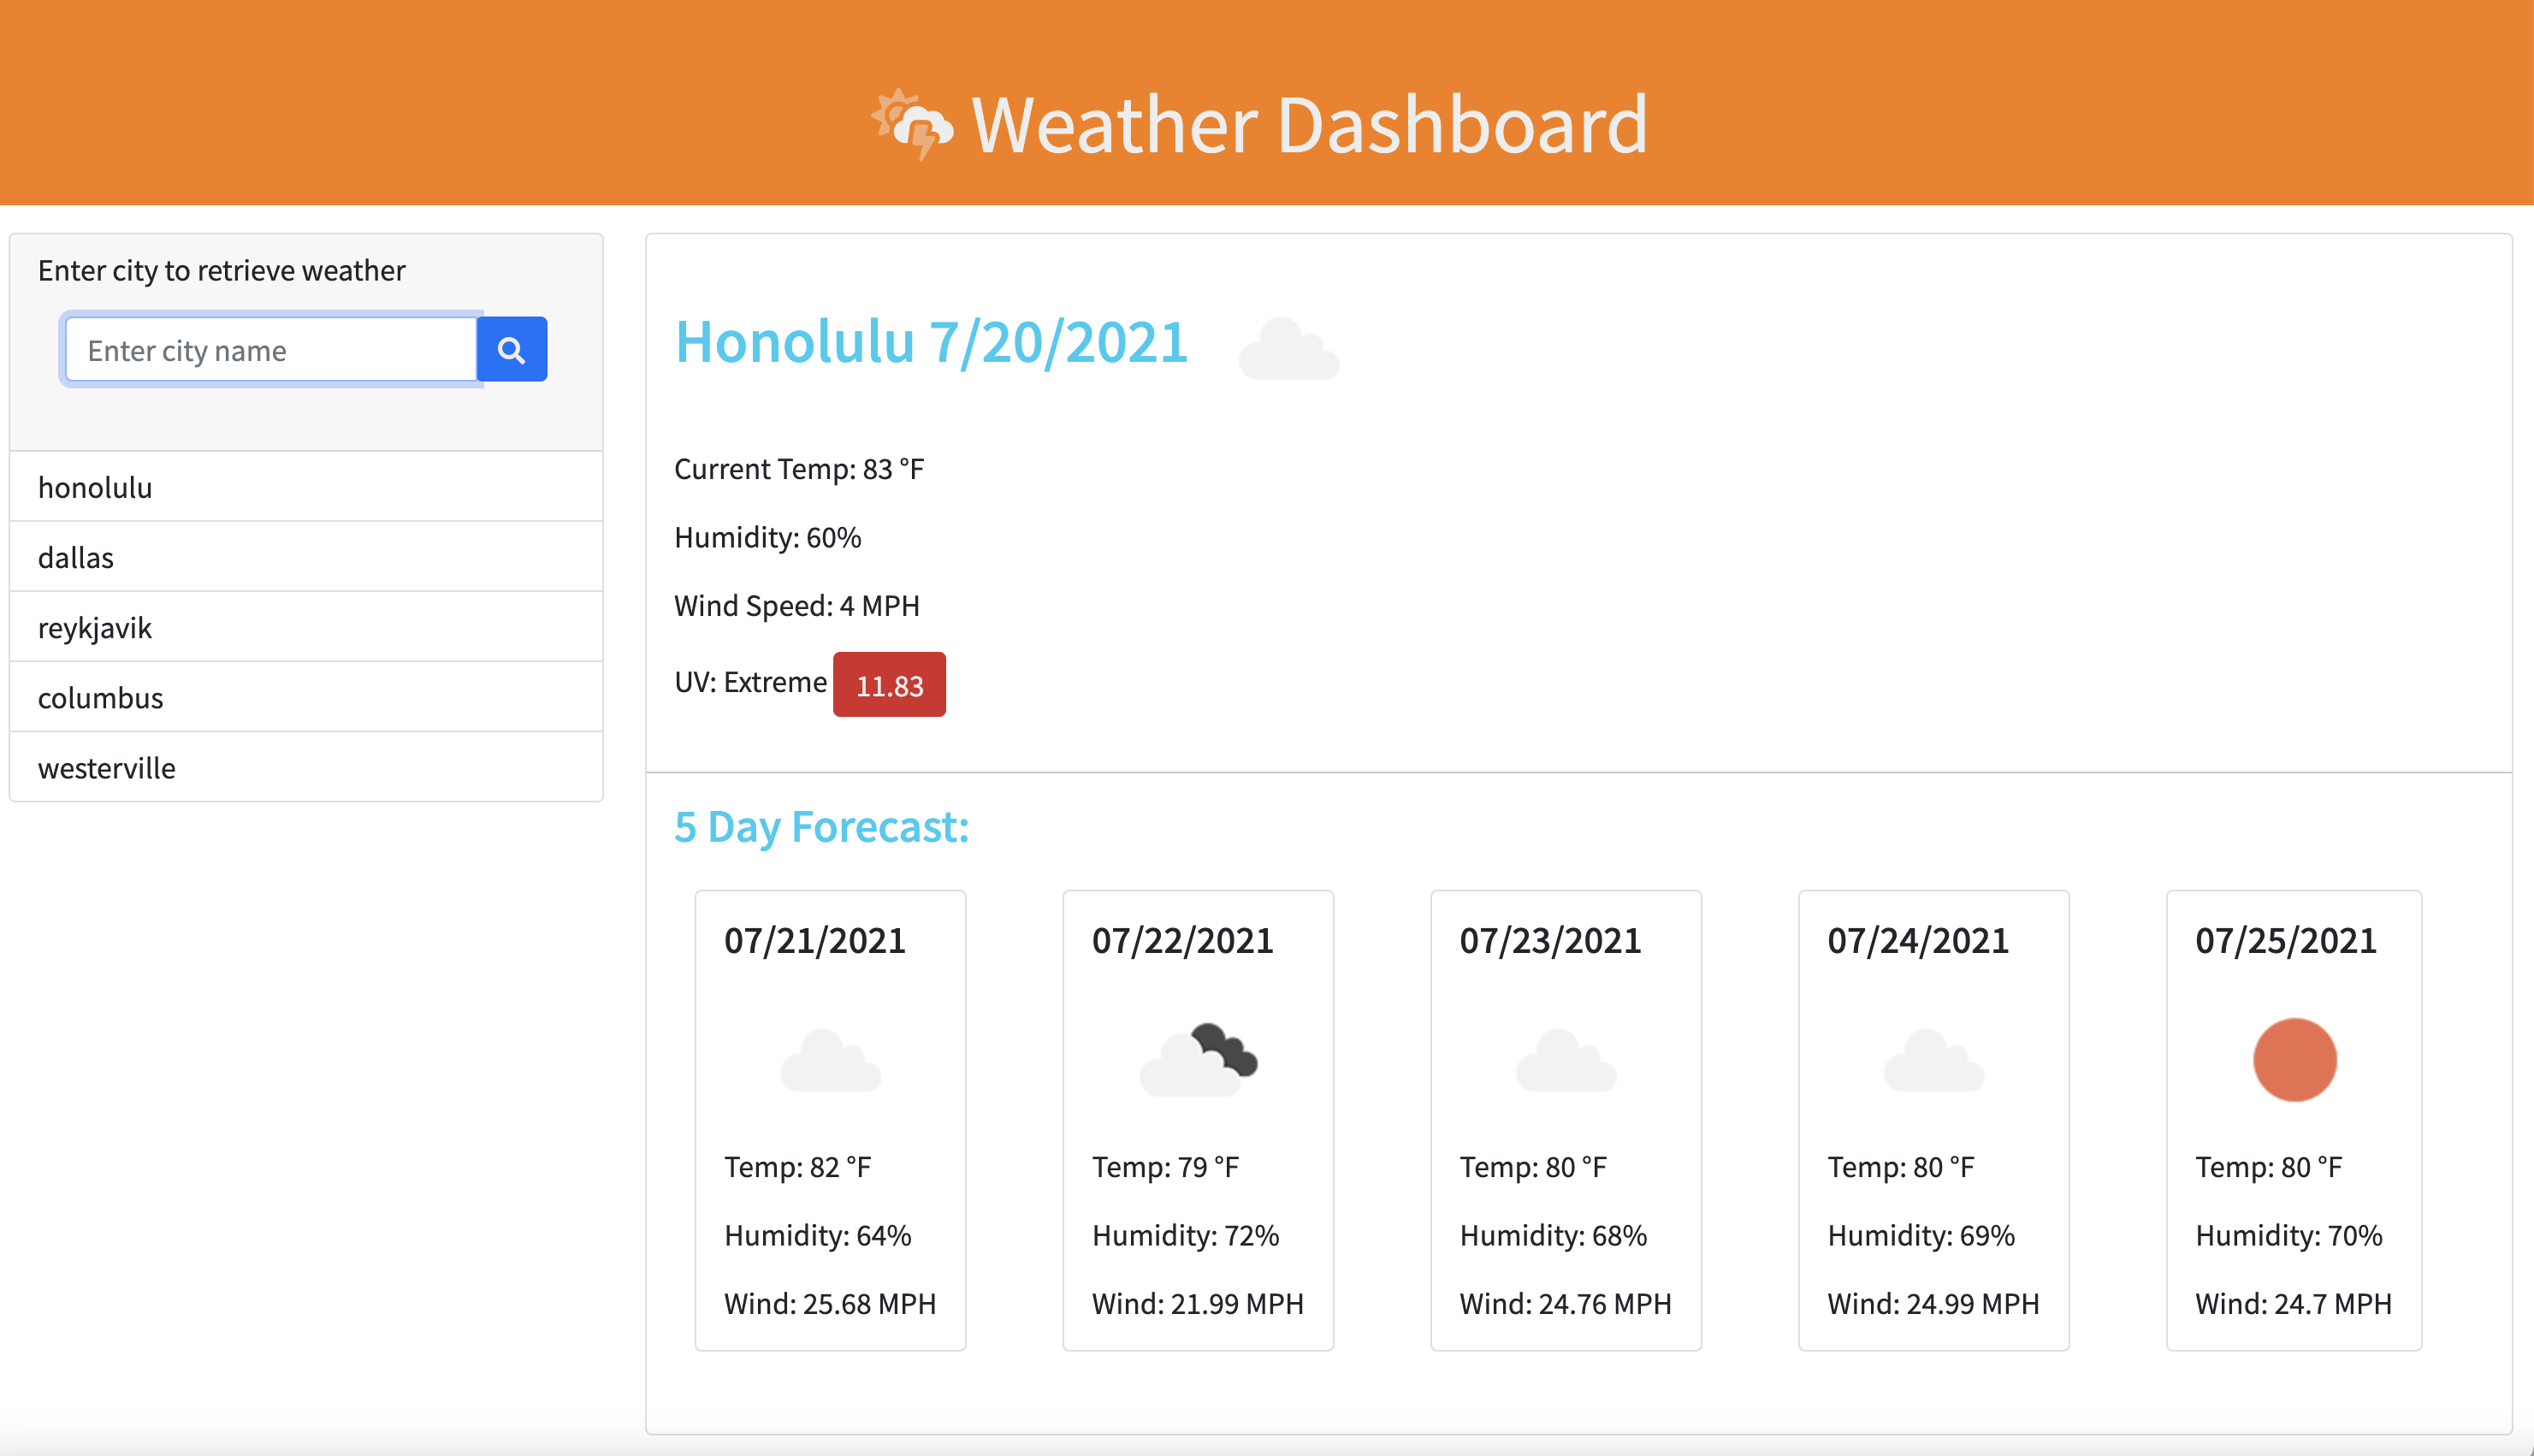 Weather Dashboard
Enter city to retrieve weather
Enter city name
honolulu
dallas
reykjavik
columbus
westerville
Honolulu 7/20/2021
Current Temp: 83 °F
Humidity: 60%
Wind Speed: 4 MPH
UV: Extreme 11.83
5 Day Forecast:
07/21/2021
Temp: 82 °F
Humidity: 64%
Wind: 25.68 MPH
07/22/2021
Temp: 79 °F
Humidity: 72%
Wind: 21.99 MPH
07/23/2021
Temp: 80 °F
Humidity: 68%
Wind: 24.76 MPH
07/24/2021
Temp: 80 °F
Humidity: 69%
Wind: 24.99 MPH
07/25/2021
Temp: 80 °F
Humidity: 70%
Wind: 24.7 MPH